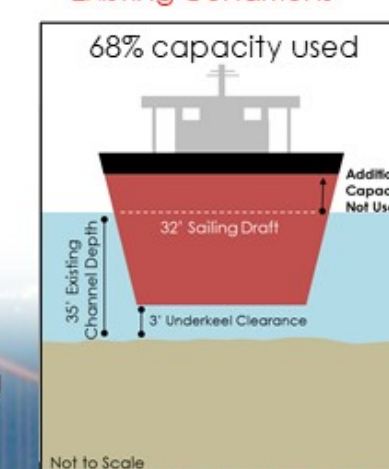 68% capacity used
32' Sailing Draft
35' Existing
Channel Depth
3' Underkeel Clearance
Not to Scale